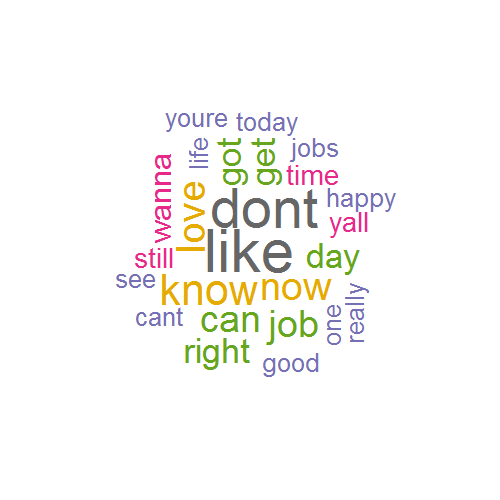 youre today
life got get jobs
wanna time
love dont happy
yall
still like day
see know now
cant can job one really
right good